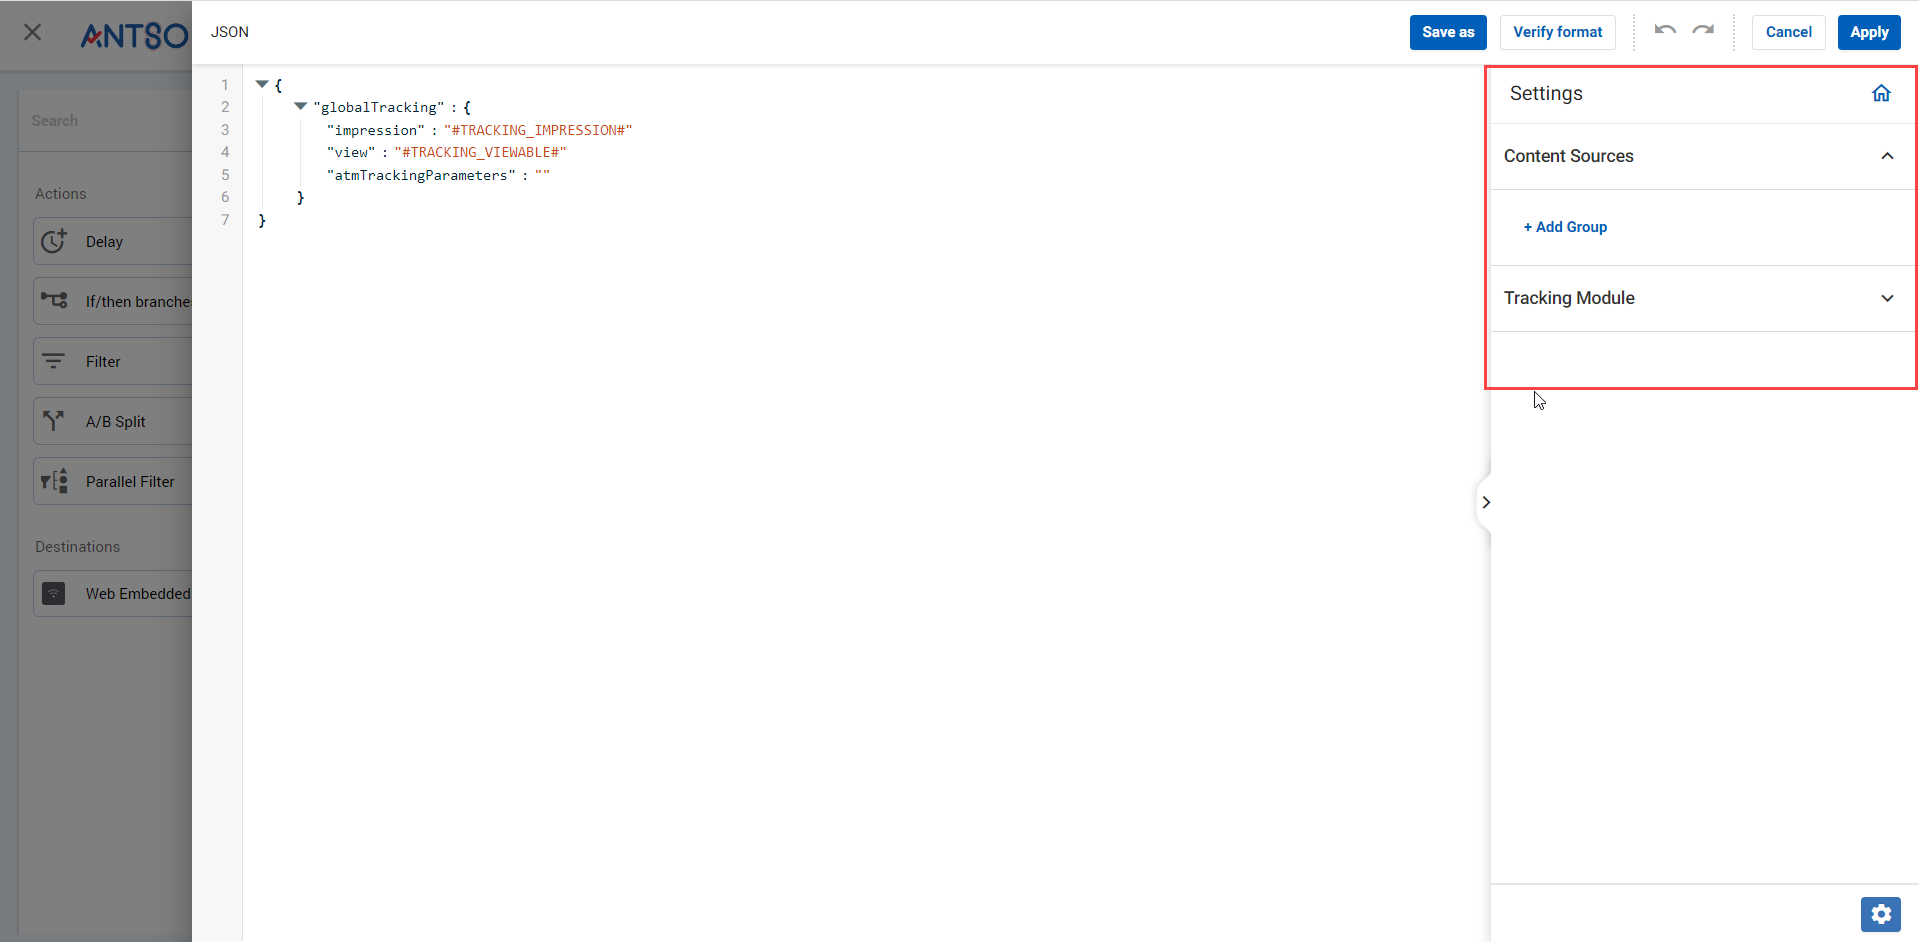 ANTSO
JSON
Save as
Verify format
Cancel
Apply
Search
Actions
Delay
If/then branches
Filter
A/B Split
Parallel Filter
Destinations
Web Embedded
1 {
2 "globalTracking" : {
3 "impression" : "#TRACKING_IMPRESSION#"
4 "view" : "#TRACKING_VIEWABLE#"
5 "atmTrackingParameters" : ""
6 }
7 }
Settings
Content Sources
+ Add Group
Tracking Module